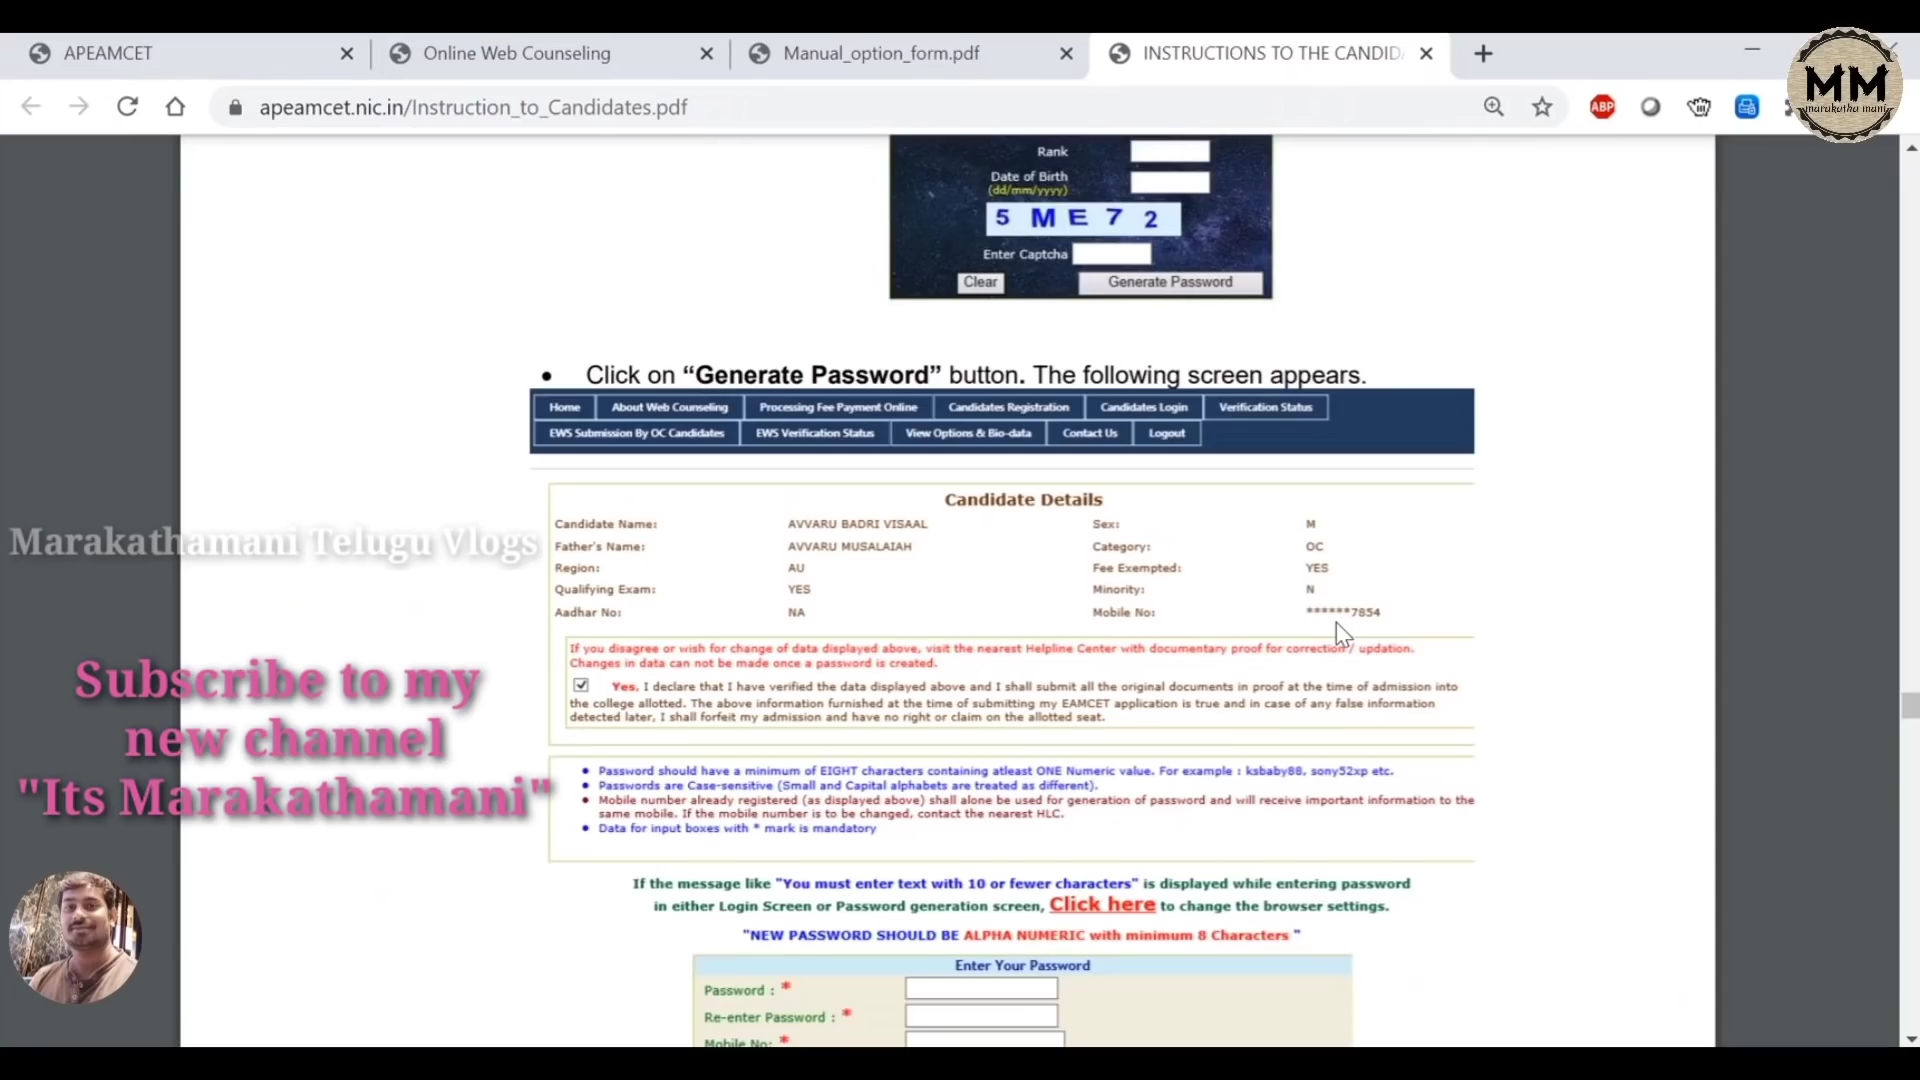 APEAMCET
Online Web Counseling
Manual_option_form.pdf
INSTRUCTIONS TO THE CANDID
apeamcet.nic.in/Instruction_to_Candidates.pdf
ABP
MM
marakatha mani
Rank
Date of Birth
(dd/mm/yyyy)
5 M E 7 2
Enter Captcha
Clear
Generate Password
• Click on “Generate Password” button. The following screen appears.
Home About Web Counseling Processing Fee Payment Online Candidates Registration Candidates Login Verification Status
EWS Submission By OC Candidates EWS Verification Status View Options & Bio-data Contact Us Logout
Candidate Details
Candidate Name: AVVARU BADRI VISAAL Sex: M
Father's Name: AVVARU MUSALAIAH Category: OC
Region: AU Fee Exempted: YES
Qualifying Exam: YES Minority: N
Aadhar No: NA Mobile No: ******7854
If you disagree or wish for change of data displayed above, visit the nearest Helpline Center with documentary proof for correction / updation.
Changes in data can not be made once a password is created.
Yes, I declare that I have verified the data displayed above and I shall submit all the original documents in proof at the time of admission into
the college allotted. The above information furnished at the time of submitting my EAMCET application is true and in case of any false information
detected later, I shall forfeit my admission and have no right or claim on the allotted seat.
• Password should have a minimum of EIGHT characters containing atleast ONE Numeric value. For example : ksbaby88, sony52xp etc.
• Passwords are Case-sensitive (Small and Capital alphabets are treated as different).
• Mobile number already registered (as displayed above) shall alone be used for generation of password and will receive important information to the
same mobile. If the mobile number is to be changed, contact the nearest HLC.
• Data for input boxes with * mark is mandatory
If the message like "You must enter text with 10 or fewer characters" is displayed while entering password
in either Login Screen or Password generation screen, Click here to change the browser settings.
"NEW PASSWORD SHOULD BE ALPHA NUMERIC with minimum 8 Characters "
Enter Your Password
Password : *
Re-enter Password : *
Mobile No: *
Marakathamani Telugu Vlogs
Subscribe to my
new channel
"Its Marakathamani"